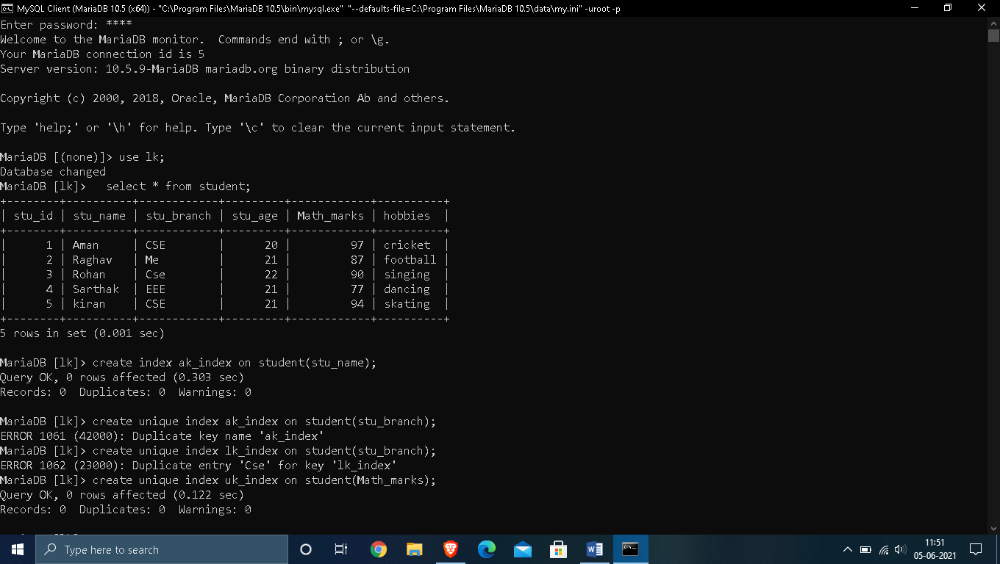 MySQL Client (MariaDB 10.5 (x64)) - "C:\Program Files\MariaDB 10.5\bin\mysql.exe"  "--defaults-file=C:\Program Files\MariaDB 10.5\data\my.ini" -uroot -p
Enter password: ****
Welcome to the MariaDB monitor.  Commands end with ; or \g.
Your MariaDB connection id is 5
Server version: 10.5.9-MariaDB mariadb.org binary distribution

Copyright (c) 2000, 2018, Oracle, MariaDB Corporation Ab and others.

Type 'help;' or '\h' for help. Type '\c' to clear the current input statement.

MariaDB [(none)]> use lk;
Database changed
MariaDB [lk]>   select * from student;
+--------+----------+------------+---------+------------+----------+
| stu_id | stu_name | stu_branch | stu_age | Math_marks | hobbies  |
+--------+----------+------------+---------+------------+----------+
|      1 | Aman     | CSE        |      20 |         97 | cricket  |
|      2 | Raghav   | Me         |      21 |         87 | football |
|      3 | Rohan    | Cse        |      22 |         90 | singing  |
|      4 | Sarthak  | EEE        |      21 |         77 | dancing  |
|      5 | kiran    | CSE        |      21 |         94 | skating  |
+--------+----------+------------+---------+------------+----------+
5 rows in set (0.001 sec)

MariaDB [lk]> create index ak_index on student(stu_name);
Query OK, 0 rows affected (0.303 sec)
Records: 0  Duplicates: 0  Warnings: 0

MariaDB [lk]> create unique index ak_index on student(stu_branch);
ERROR 1061 (42000): Duplicate key name 'ak_index'
MariaDB [lk]> create unique index lk_index on student(stu_branch);
ERROR 1062 (23000): Duplicate entry 'Cse' for key 'lk_index'
MariaDB [lk]> create unique index uk_index on student(Math_marks);
Query OK, 0 rows affected (0.122 sec)
Records: 0  Duplicates: 0  Warnings: 0
Type here to search
11:51
05-06-2021